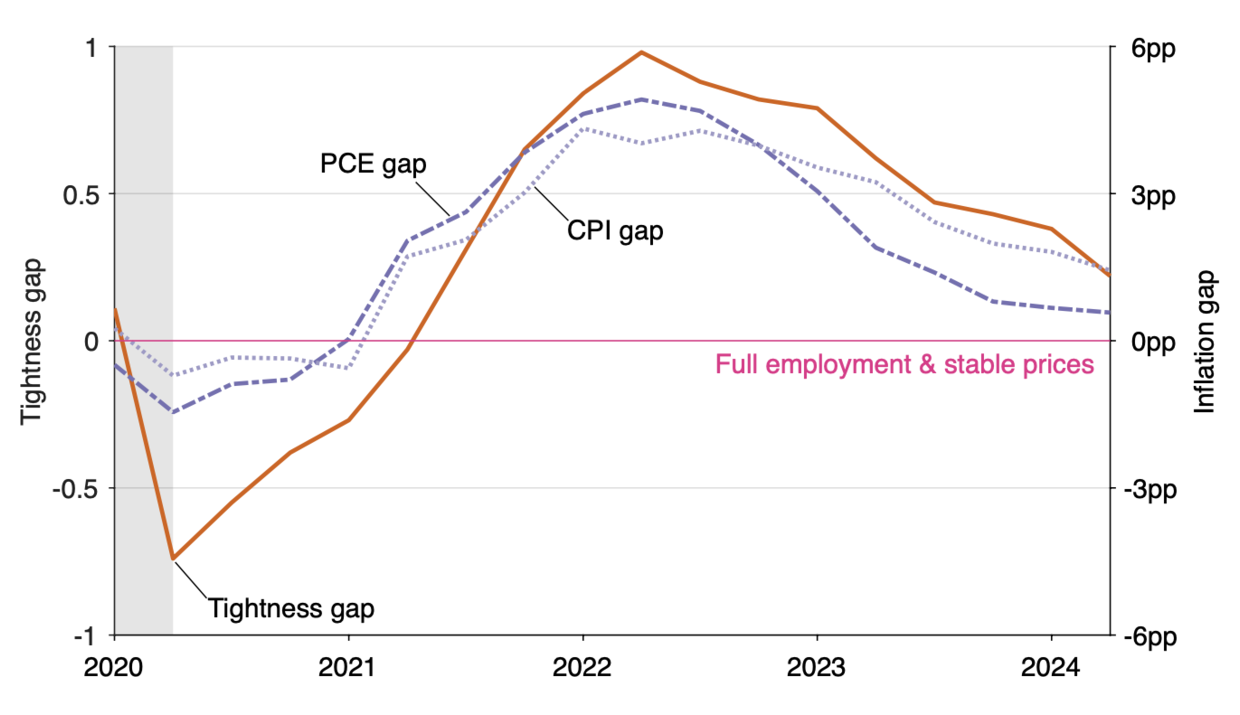 1
6pp
PCE gap
0.5
3pp
CPI gap
Tightness gap
0
0pp
Inflation gap
Full employment & stable prices
-0.5
-3pp
Tightness gap
-1
-6pp
2020
2021
2022
2023
2024